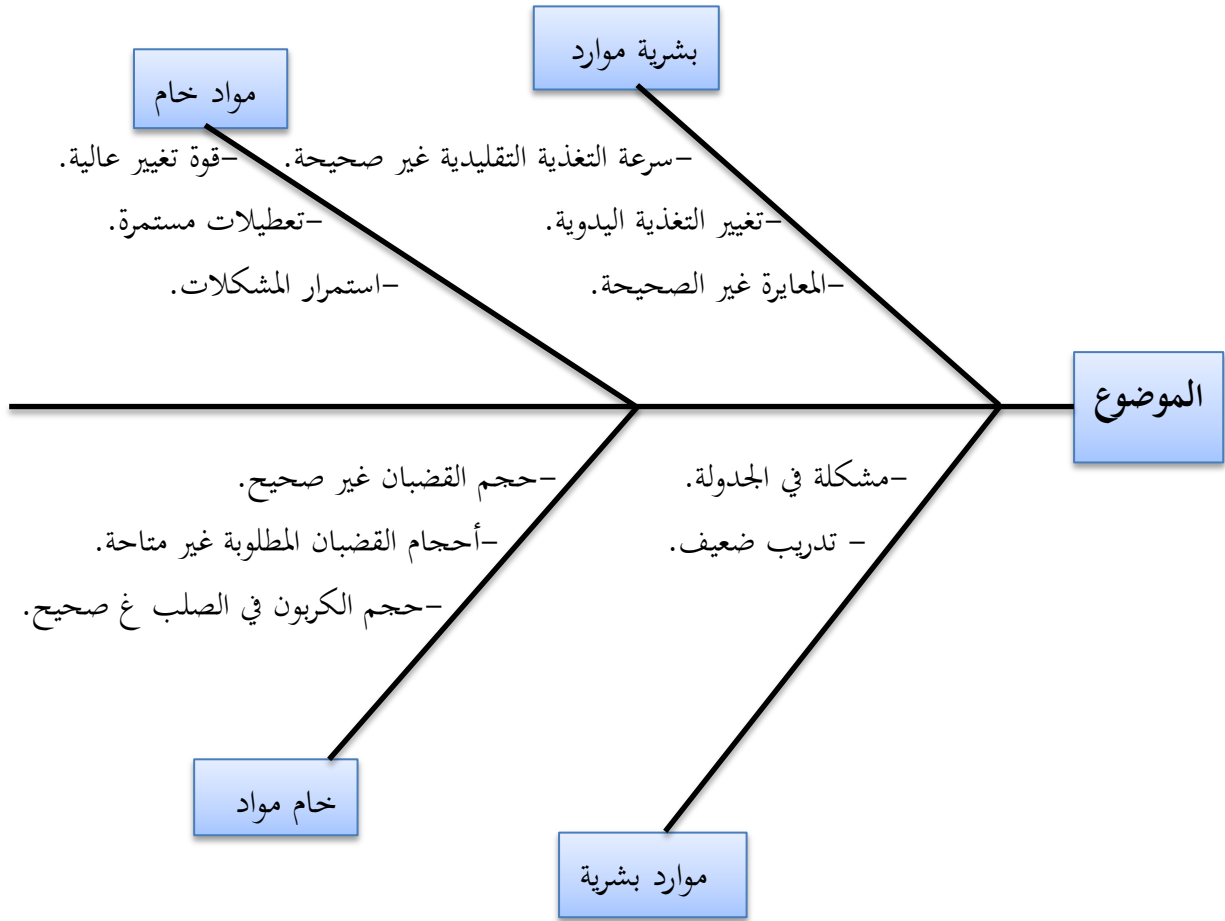 بشرية موارد
مواد خام
-سرعة التغذية التقليدية غير صحيحة.
-تغيير التغذية اليدوية.
-المعايرة غير الصحيحة.
-قوة تغيير عالية.
-تعطيلات مستمرة.
-استمرار المشكلات.
الموضوع
-مشكلة في الجدولة.
- تدريب ضعيف.
-حجم القضبان غير صحيح.
-أحجام القضبان المطلوبة غير متاحة.
-حجم الكربون في الصلب غ صحيح.
خام مواد
موارد بشرية